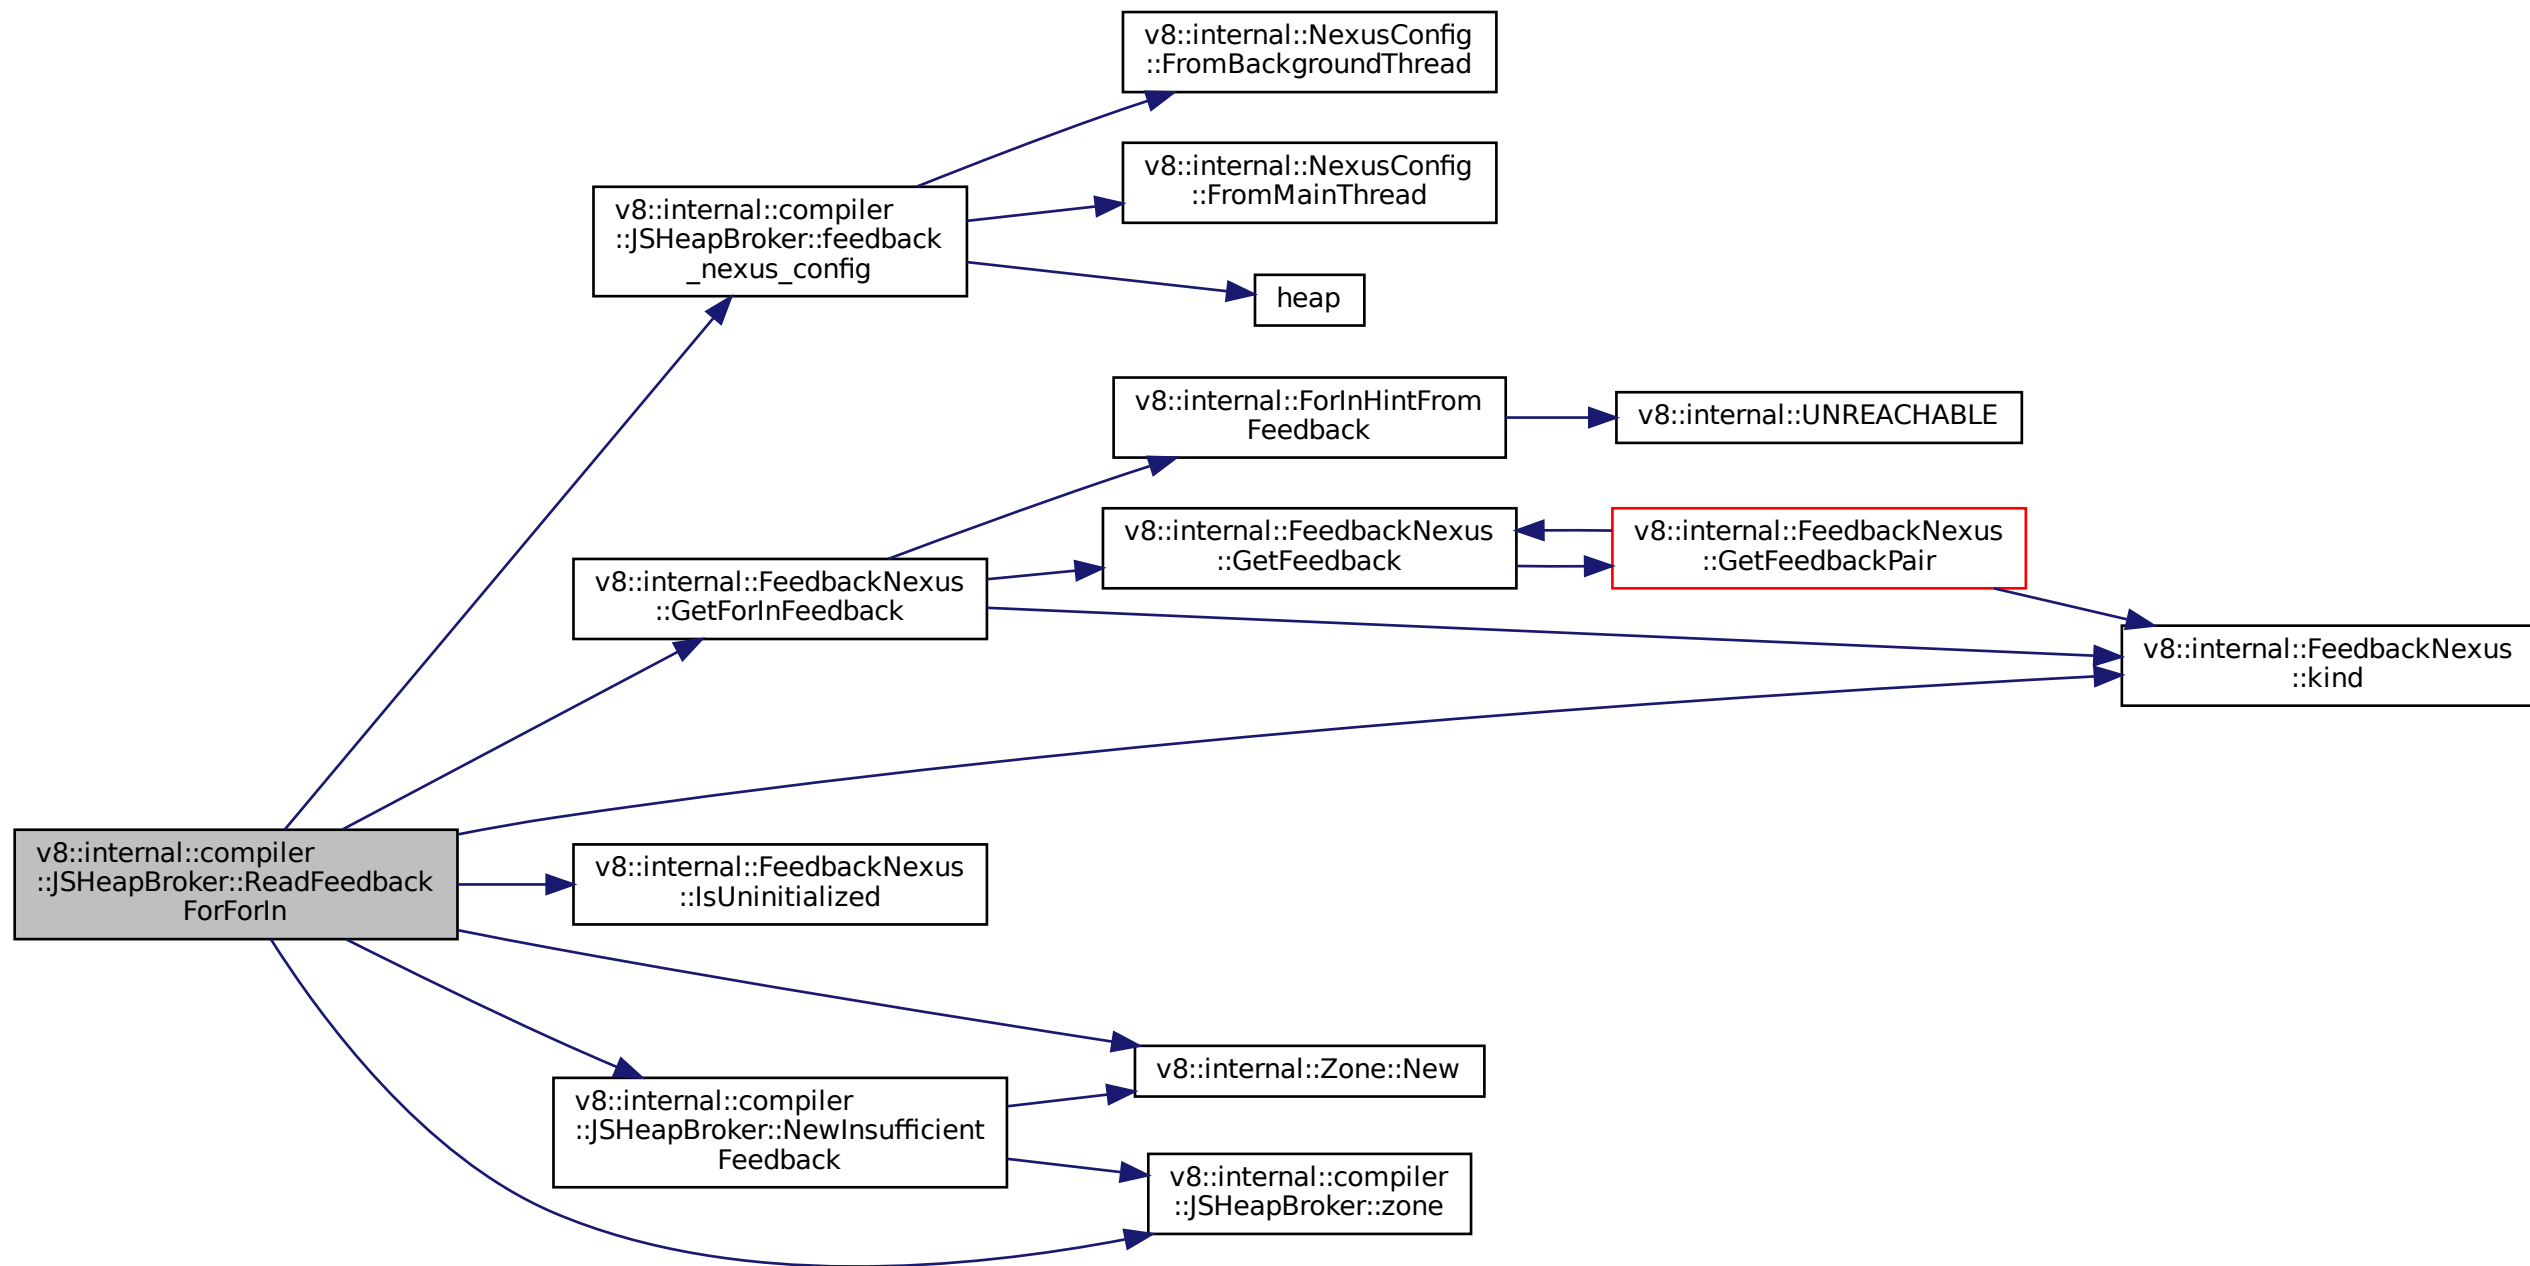 v8::internal::NexusConfig
::FromBackgroundThread
v8::internal::NexusConfig
::FromMainThread
v8::internal::compiler
::JSHeapBroker::feedback
_nexus_config
heap
v8::internal::ForInHintFrom
Feedback
v8::internal::UNREACHABLE
v8::internal::FeedbackNexus
::GetFeedback
v8::internal::FeedbackNexus
::GetFeedbackPair
v8::internal::FeedbackNexus
::GetForInFeedback
v8::internal::FeedbackNexus
::kind
v8::internal::compiler
::JSHeapBroker::ReadFeedback
ForForIn
v8::internal::FeedbackNexus
::IsUninitialized
v8::internal::Zone::New
v8::internal::compiler
::JSHeapBroker::NewInsufficient
Feedback
v8::internal::compiler
::JSHeapBroker::zone